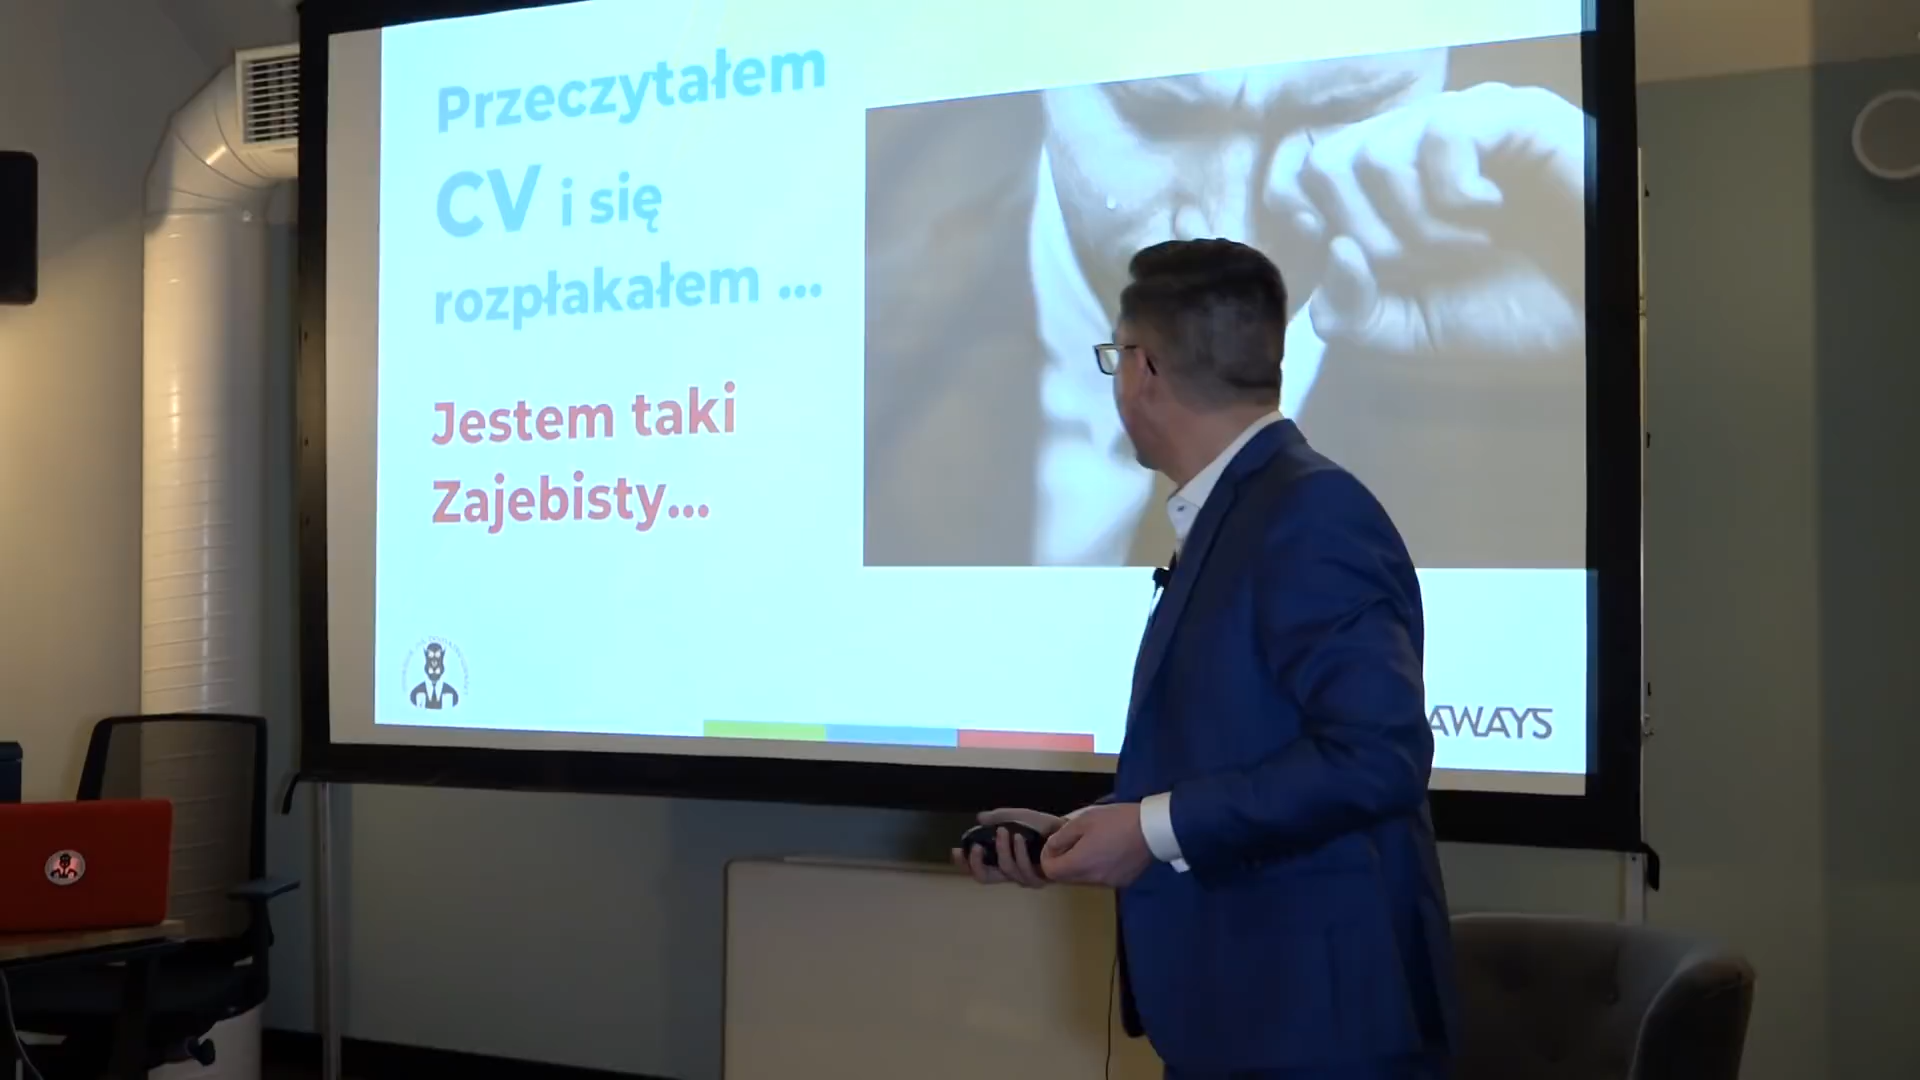 Przeczytałem
CV i się
rozpłakałem ...
Jestem taki
Zajebisty...
AWAYS